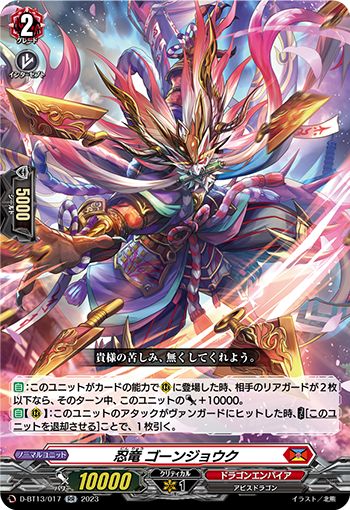 2
グレード
インターセプト
5000
シールド
貴様の苦しみ、無くしてくれよう。
自:このユニットがカードの能力でRに登場した時、相手のリアガードが2枚
以下なら、そのターン中、このユニットの+10000。
自【R】:このユニットのアタックがヴァンガードにヒットした時、コスト[このユ
ニットを退却させる]ことで、1枚引く。
ノーマルユニット
忍竜 ゴーンジョウク
ドラゴンエンパイア
アビスドラゴン
パワー 10000
クリティカル
1
D-BT13/017 RR 2023
イラスト/北熊